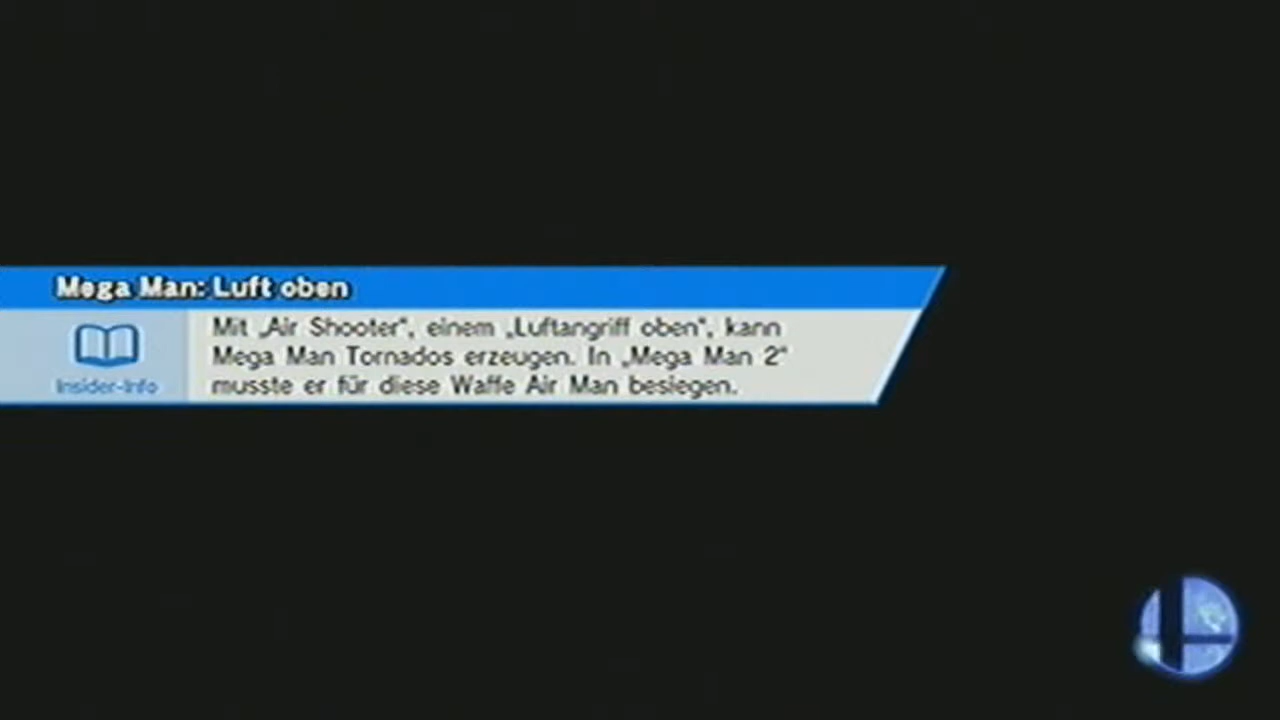 Mega Man: Luft oben
Insider-Info
Mit „Air Shooter“, einem „Luftangriff oben“, kann
Mega Man Tornados erzeugen. In „Mega Man 2“
musste er für diese Waffe Air Man besiegen.